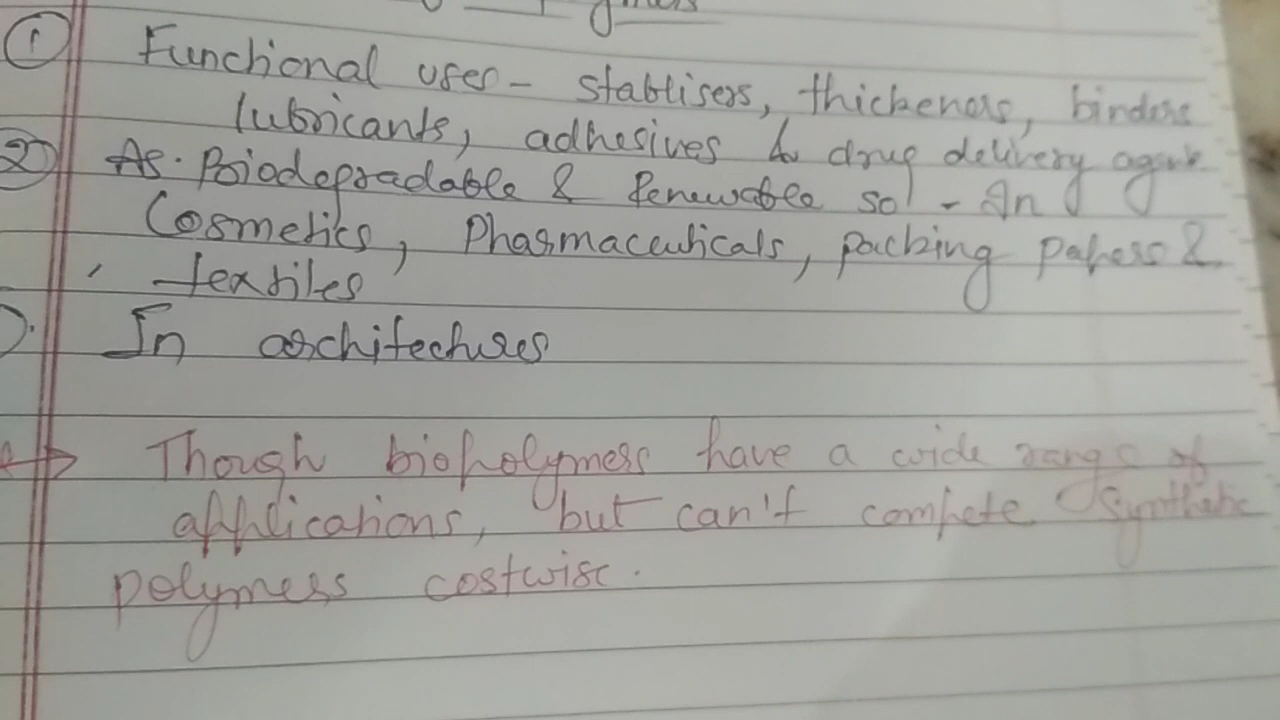 ①
Functional uses - stablisers, thickeners, binders
lubricants, adhesives & drug delivery agents
② As. Biodegradable & Renewable so - In
Cosmetics, Pharmaceuticals, packing papers &
textiles
In architectures
Though biopolymers have a wide range of
applications, but can't compete synthetic
polymers costwise.